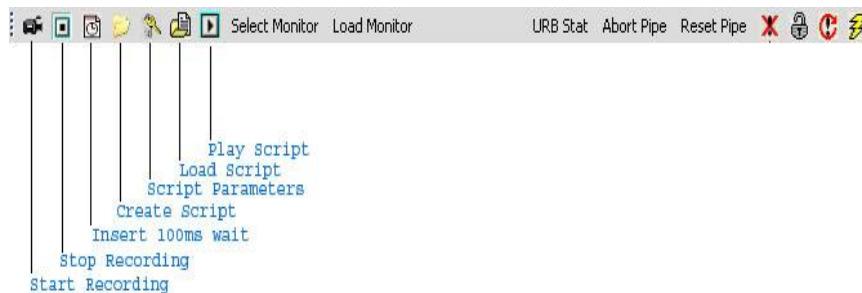 Select Monitor Load Monitor URB Stat Abort Pipe Reset Pipe
Play Script
Load Script
Script Parameters
Create Script
Insert 100ms wait
Stop Recording
Start Recording